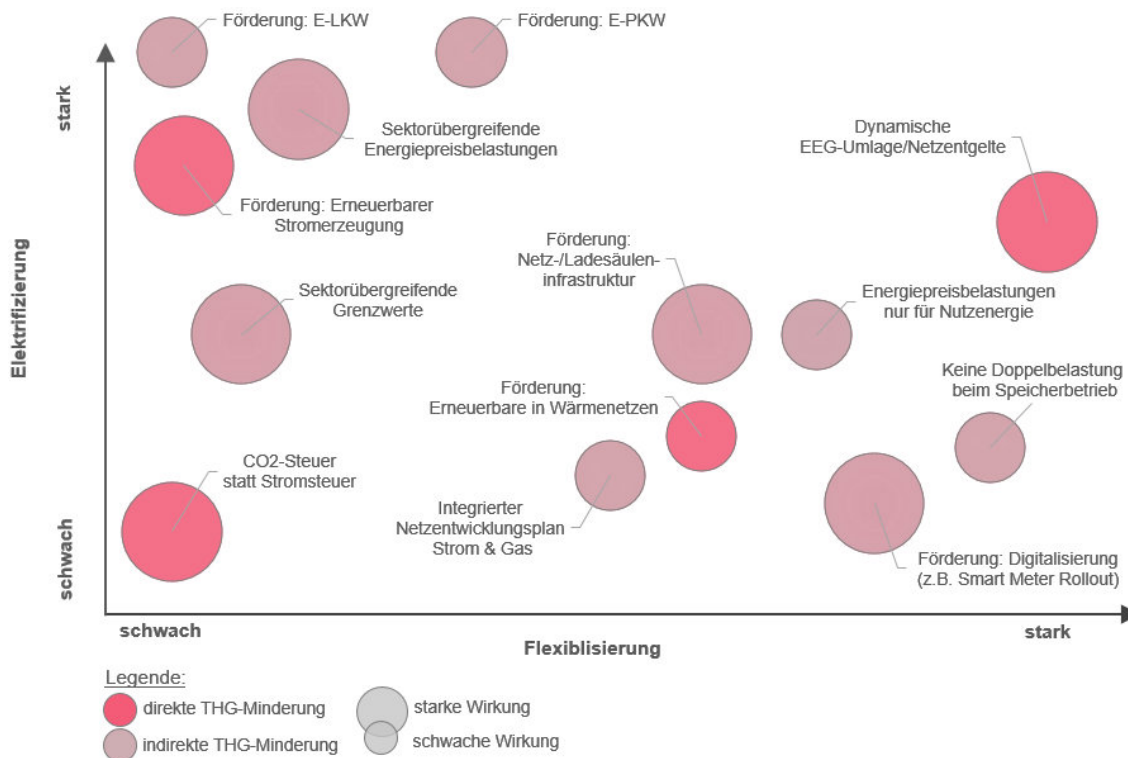 Förderung: E-LKW
Förderung: E-PKW
stark
Sektorübergreifende
Energiepreisbelastungen
Dynamische
EEG-Umlage/Netzentgelte
Förderung: Erneuerbarer
Stromerzeugung
Förderung:
Netz-/Ladesäulen-
infrastruktur
Sektorübergreifende
Grenzwerte
Energiepreisbelastungen
nur für Nutzenergie
Elektrifizierung
Keine Doppelbelastung
beim Speicherbetrieb
Förderung:
Erneuerbare in Wärmenetzen
CO2-Steuer
statt Stromsteuer
Integrierter
Netzentwicklungsplan
Strom & Gas
Förderung: Digitalisierung
(z.B. Smart Meter Rollout)
schwach
schwach
Flexiblisierung
stark
Legende:
direkte THG-Minderung
starke Wirkung
indirekte THG-Minderung
schwache Wirkung